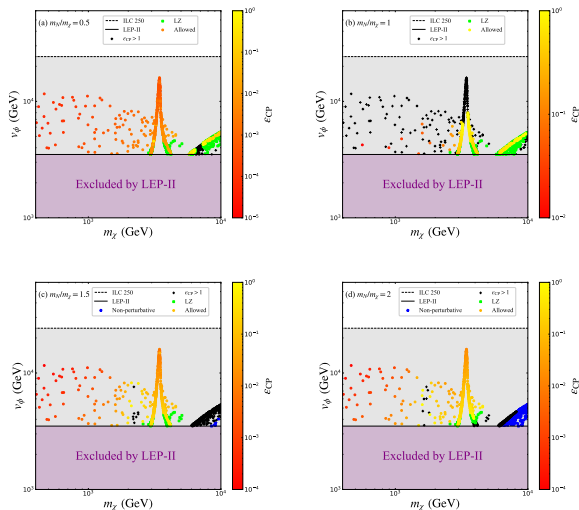 (a) m_N/m_χ=0.5
ILC 250
LEP-II
ε_CP>1
LZ
Allowed
Excluded by LEP-II
v_ϕ (GeV)
10^4
10^3
10^3
10^4
m_χ (GeV)
10^0
10^-1
10^-2
10^-3
10^-4
10^-5
ε_CP
(b) m_N/m_χ=1
ILC 250
LEP-II
ε_CP>1
LZ
Allowed
Excluded by LEP-II
v_ϕ (GeV)
10^4
10^3
10^3
10^4
m_χ (GeV)
10^0
10^-1
10^-2
ε_CP
(c) m_N/m_χ=1.5
ILC 250
LEP-II
Non-perturbative
ε_CP>1
LZ
Allowed
Excluded by LEP-II
v_ϕ (GeV)
10^4
10^3
10^3
10^4
m_χ (GeV)
10^0
10^-1
10^-2
10^-3
10^-4
ε_CP
(d) m_N/m_χ=2
ILC 250
LEP-II
Non-perturbative
ε_CP>1
LZ
Allowed
Excluded by LEP-II
v_ϕ (GeV)
10^4
10^3
10^3
10^4
m_χ (GeV)
10^0
10^-1
10^-2
10^-3
10^-4
ε_CP